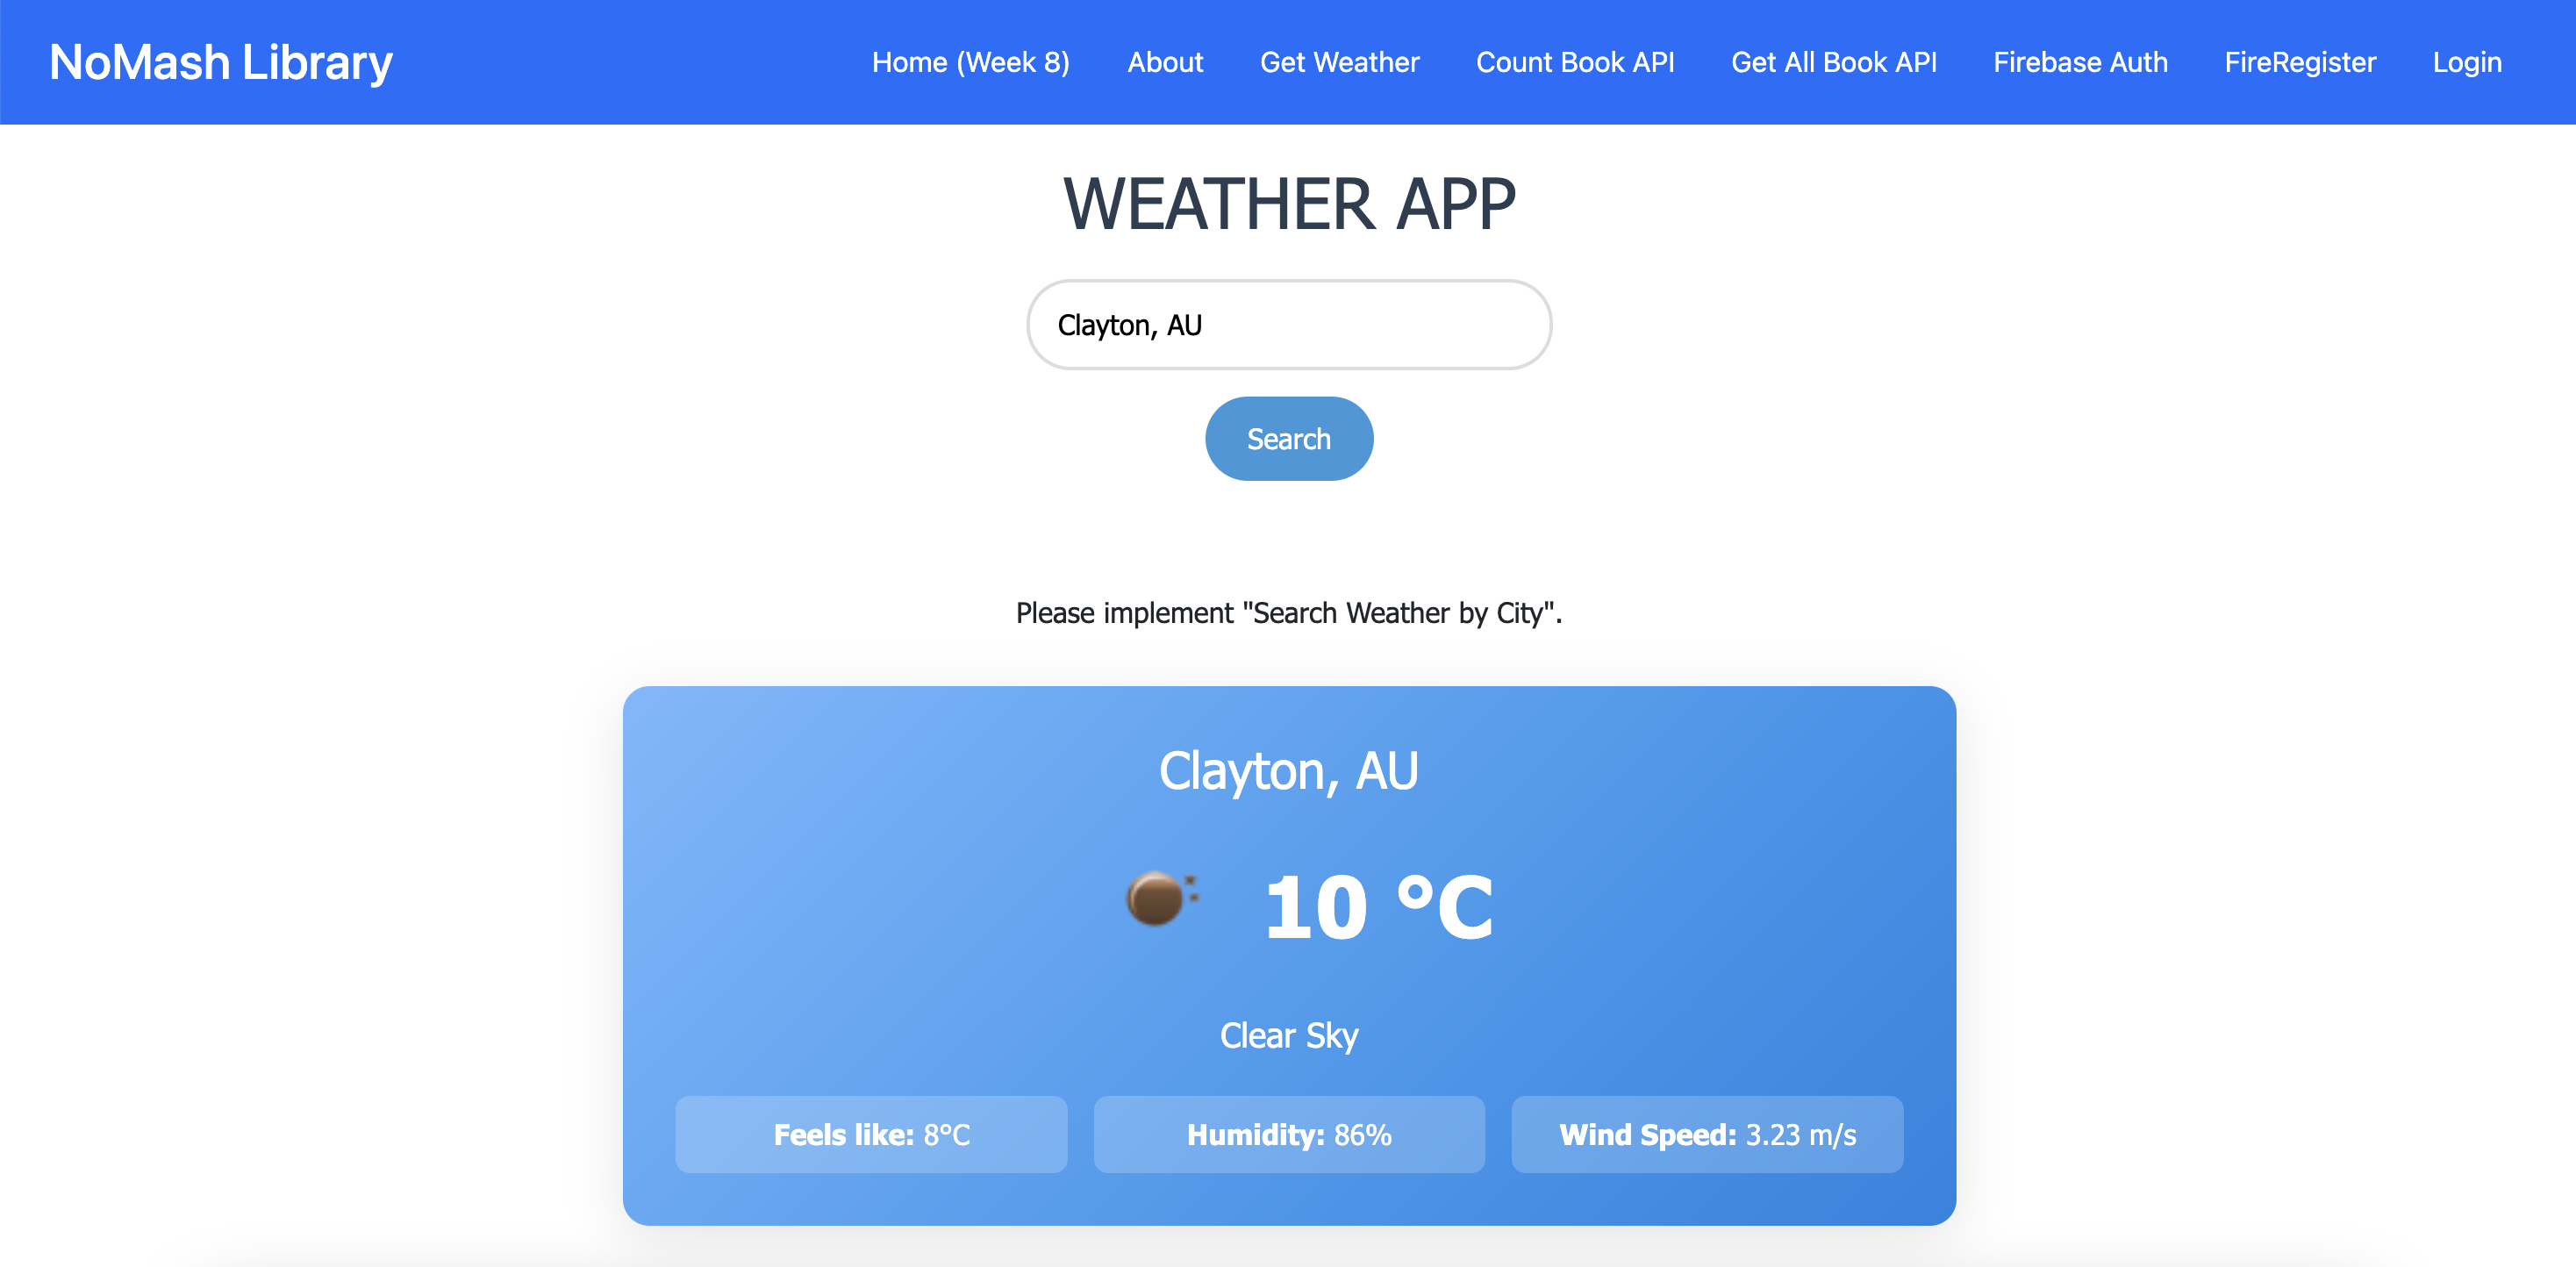 NoMash Library Home (Week 8) About Get Weather Count Book API Get All Book API Firebase Auth FireRegister Login
WEATHER APP
Clayton, AU
Search
Please implement "Search Weather by City".
Clayton, AU
10 °C
Clear Sky
Feels like: 8°C Humidity: 86% Wind Speed: 3.23 m/s